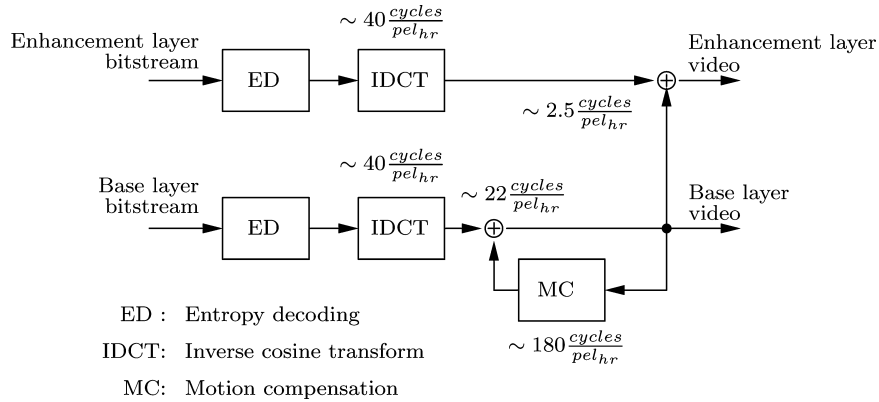 ∼ 40 cycles/pel_hr
Enhancement layer
bitstream
ED
IDCT
Enhancement layer
video
∼ 2.5 cycles/pel_hr
∼ 40 cycles/pel_hr
∼ 22 cycles/pel_hr
Base layer
bitstream
ED
IDCT
Base layer
video
MC
∼ 180 cycles/pel_hr
ED : Entropy decoding
IDCT: Inverse cosine transform
MC: Motion compensation